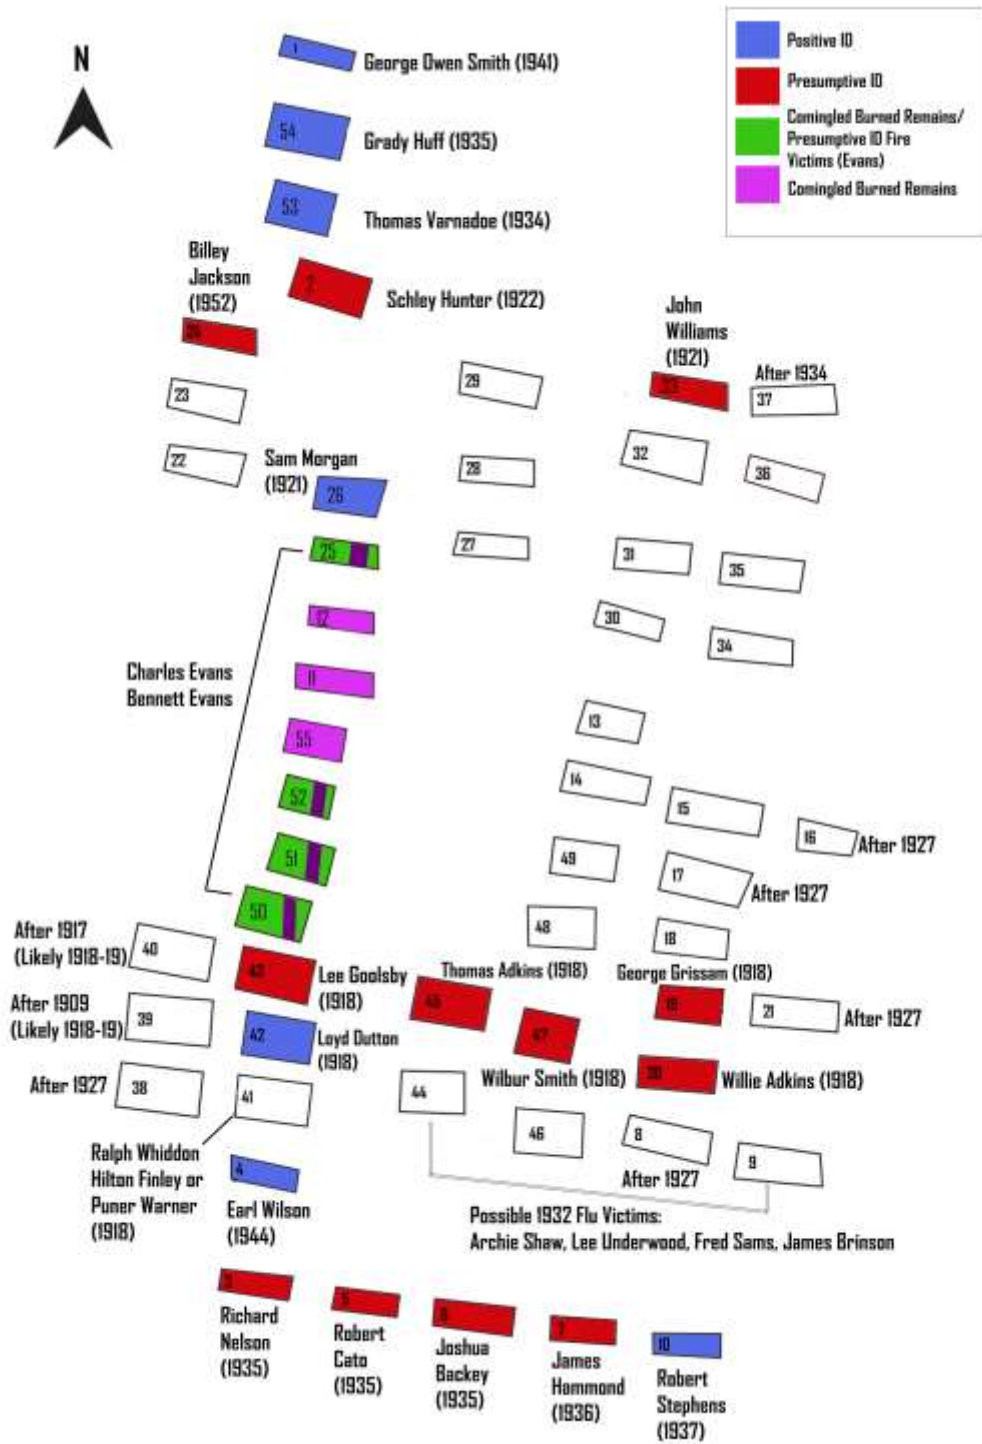 N
Positive ID
Presumptive ID
Comingled Burned Remains/
Presumptive ID Fire
Victims (Evans)
Comingled Burned Remains
1
George Owen Smith (1941)
54
Grady Huff (1935)
53
Thomas Varnadoe (1934)
Billey
Jackson
(1952)
2
Schley Hunter (1922)
John
Williams
(1921)
After 1934
29
33
37
23
32
Sam Morgan
(1921)
22
28
36
26
25
27
31
35
12
30
34
Charles Evans
Bennett Evans
11
13
55
14
52
15
16
After 1927
51
49
17
After 1927
50
48
18
After 1917
(Likely 1918-19)
40
43
Lee Goolsby
(1918)
Thomas Adkins (1918)
George Grissam (1918)
45
19
21
After 1927
After 1909
(Likely 1918-19)
39
42
Loyd Dutton
(1918)
47
Wilbur Smith (1918)
20
Willie Adkins (1918)
After 1927
38
41
44
46
8
After 1927
9
Ralph Whiddon
Hilton Finley or
Puner Warner
(1918)
4
Earl Wilson
(1944)
Possible 1932 Flu Victims:
Archie Shaw, Lee Underwood, Fred Sams, James Brinson
3
Richard
Nelson
(1935)
5
Robert
Cato
(1935)
6
Joshua
Backey
(1935)
7
James
Hammond
(1936)
10
Robert
Stephens
(1937)